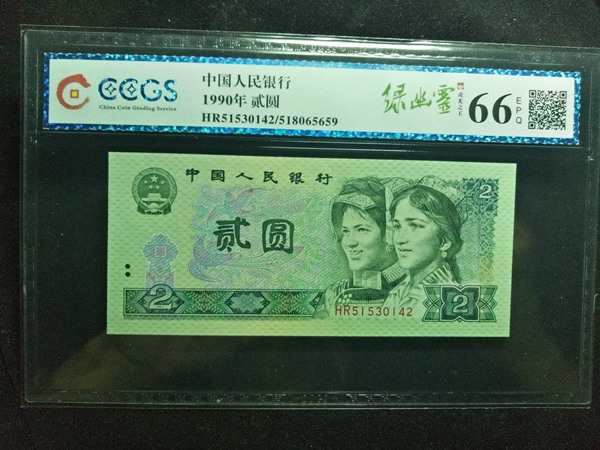 CCGS
China Coin Grading Service
中国人民银行
1990年 贰圆
HR51530142/518065659
绿幽灵
66
EPQ
中国人民银行
2
贰圆
2
HR51530142
2